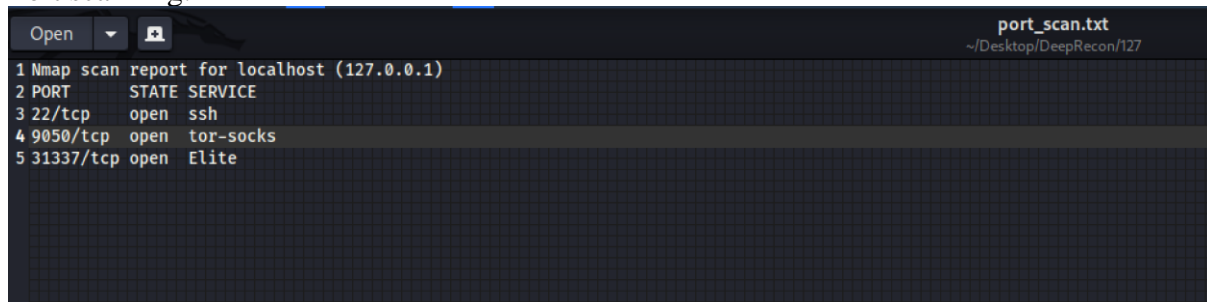 Open
port_scan.txt
~/Desktop/DeepRecon/127
1 Nmap scan report for localhost (127.0.0.1)
2 PORT      STATE SERVICE
3 22/tcp    open  ssh
4 9050/tcp  open  tor-socks
5 31337/tcp open  Elite